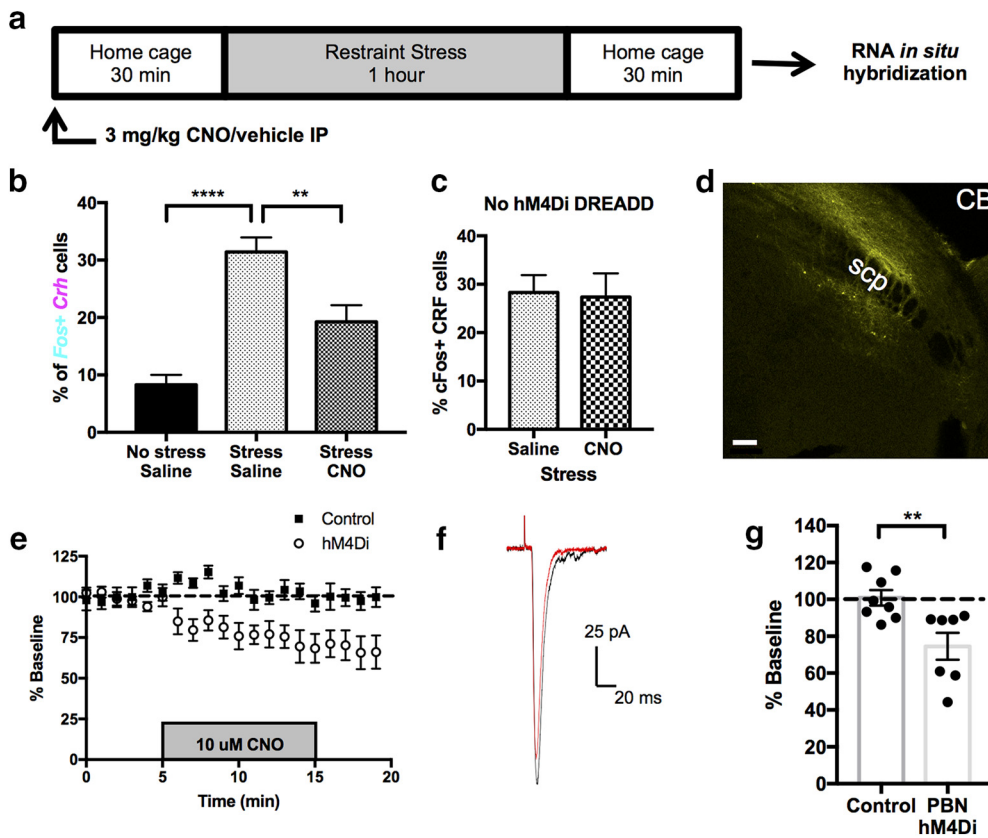 a
Home cage
30 min
Restraint Stress
1 hour
Home cage
30 min
RNA in situ
hybridization
3 mg/kg CNO/vehicle IP
b
% of Fos+ Crh cells
40
30
20
10
0
****
**
No stress
Saline
Stress
Saline
Stress
CNO
c
No hM4Di DREADD
% cFos+ CRF cells
40
30
20
10
0
Saline
CNO
Stress
d
CB
scp
e
Control
hM4Di
% Baseline
125
100
75
50
25
0
10 uM CNO
0
5
10
15
20
Time (min)
f
25 pA
20 ms
g
**
% Baseline
140
120
100
80
60
40
20
0
Control
PBN
hM4Di